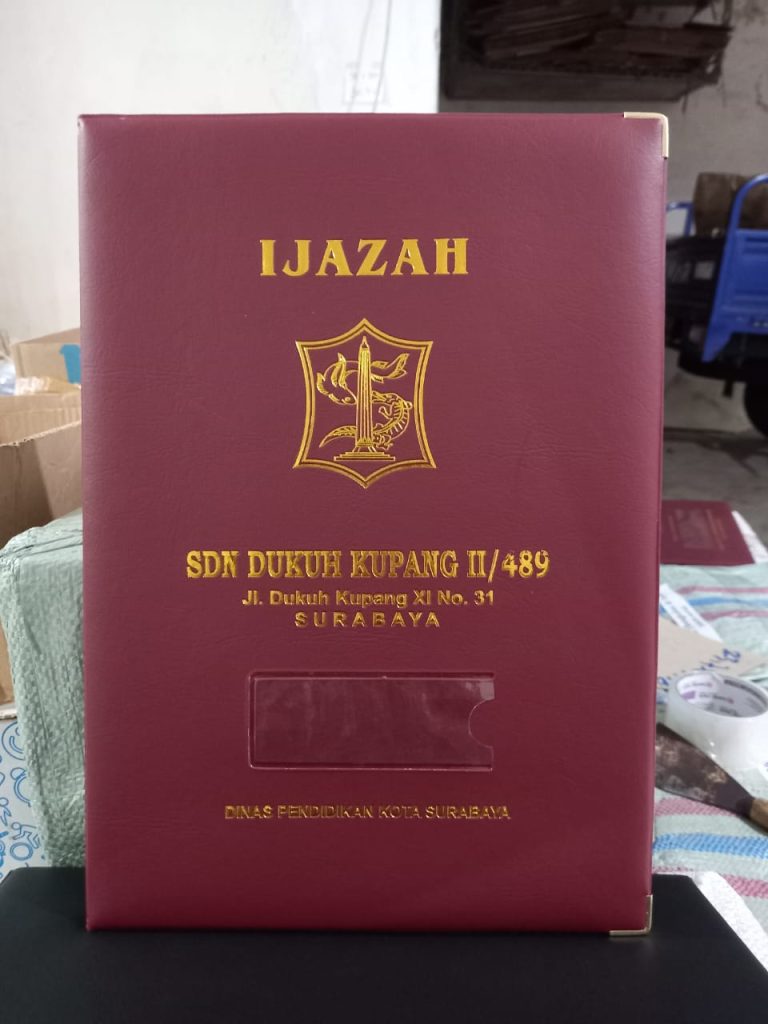 IJAZAH
SDN DUKUH KUPANG II/489
Jl. Dukuh Kupang XI No. 31
SURABAYA
DINAS PENDIDIKAN KOTA SURABAYA